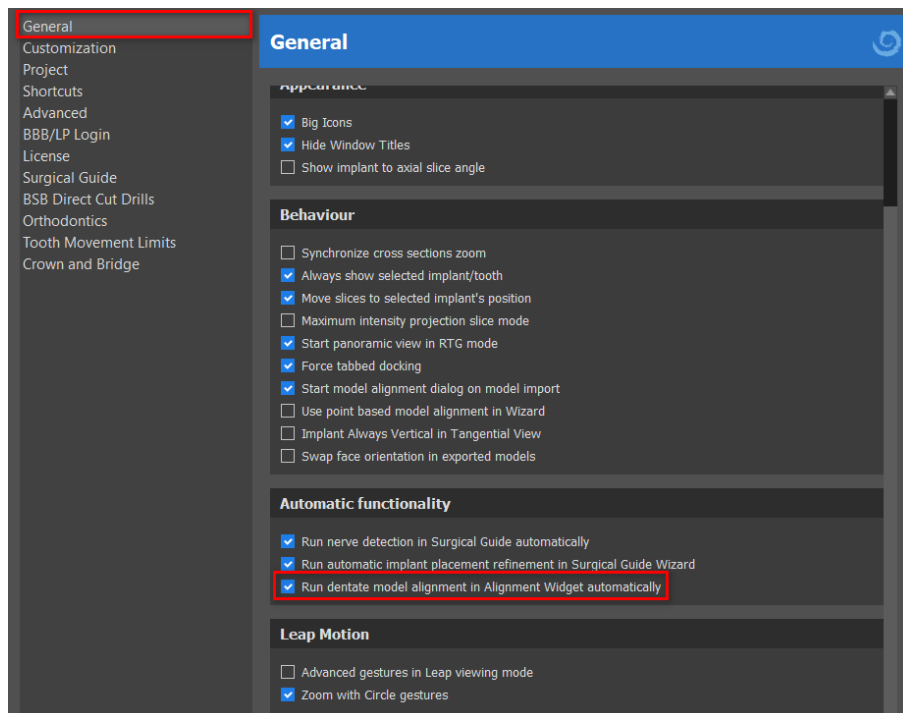 General
Customization
Project
Shortcuts
Advanced
BBB/LP Login
License
Surgical Guide
BSB Direct Cut Drills
Orthodontics
Tooth Movement Limits
Crown and Bridge
General
Appearance
Big Icons
Hide Window Titles
Show implant to axial slice angle
Behaviour
Synchronize cross sections zoom
Always show selected implant/tooth
Move slices to selected implant's position
Maximum intensity projection slice mode
Start panoramic view in RTG mode
Force tabbed docking
Start model alignment dialog on model import
Use point based model alignment in Wizard
Implant Always Vertical in Tangential View
Swap face orientation in exported models
Automatic functionality
Run nerve detection in Surgical Guide automatically
Run automatic implant placement refinement in Surgical Guide Wizard
Run dentate model alignment in Alignment Widget automatically
Leap Motion
Advanced gestures in Leap viewing mode
Zoom with Circle gestures